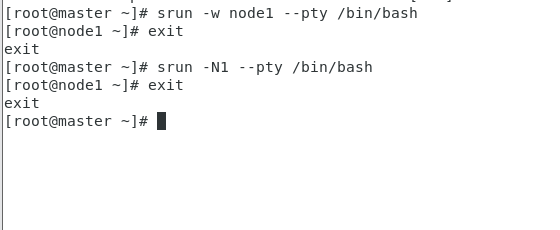 [root@master ~]# srun -w node1 --pty /bin/bash
[root@node1 ~]# exit
exit
[root@master ~]# srun -N1 --pty /bin/bash
[root@node1 ~]# exit
exit
[root@master ~]#